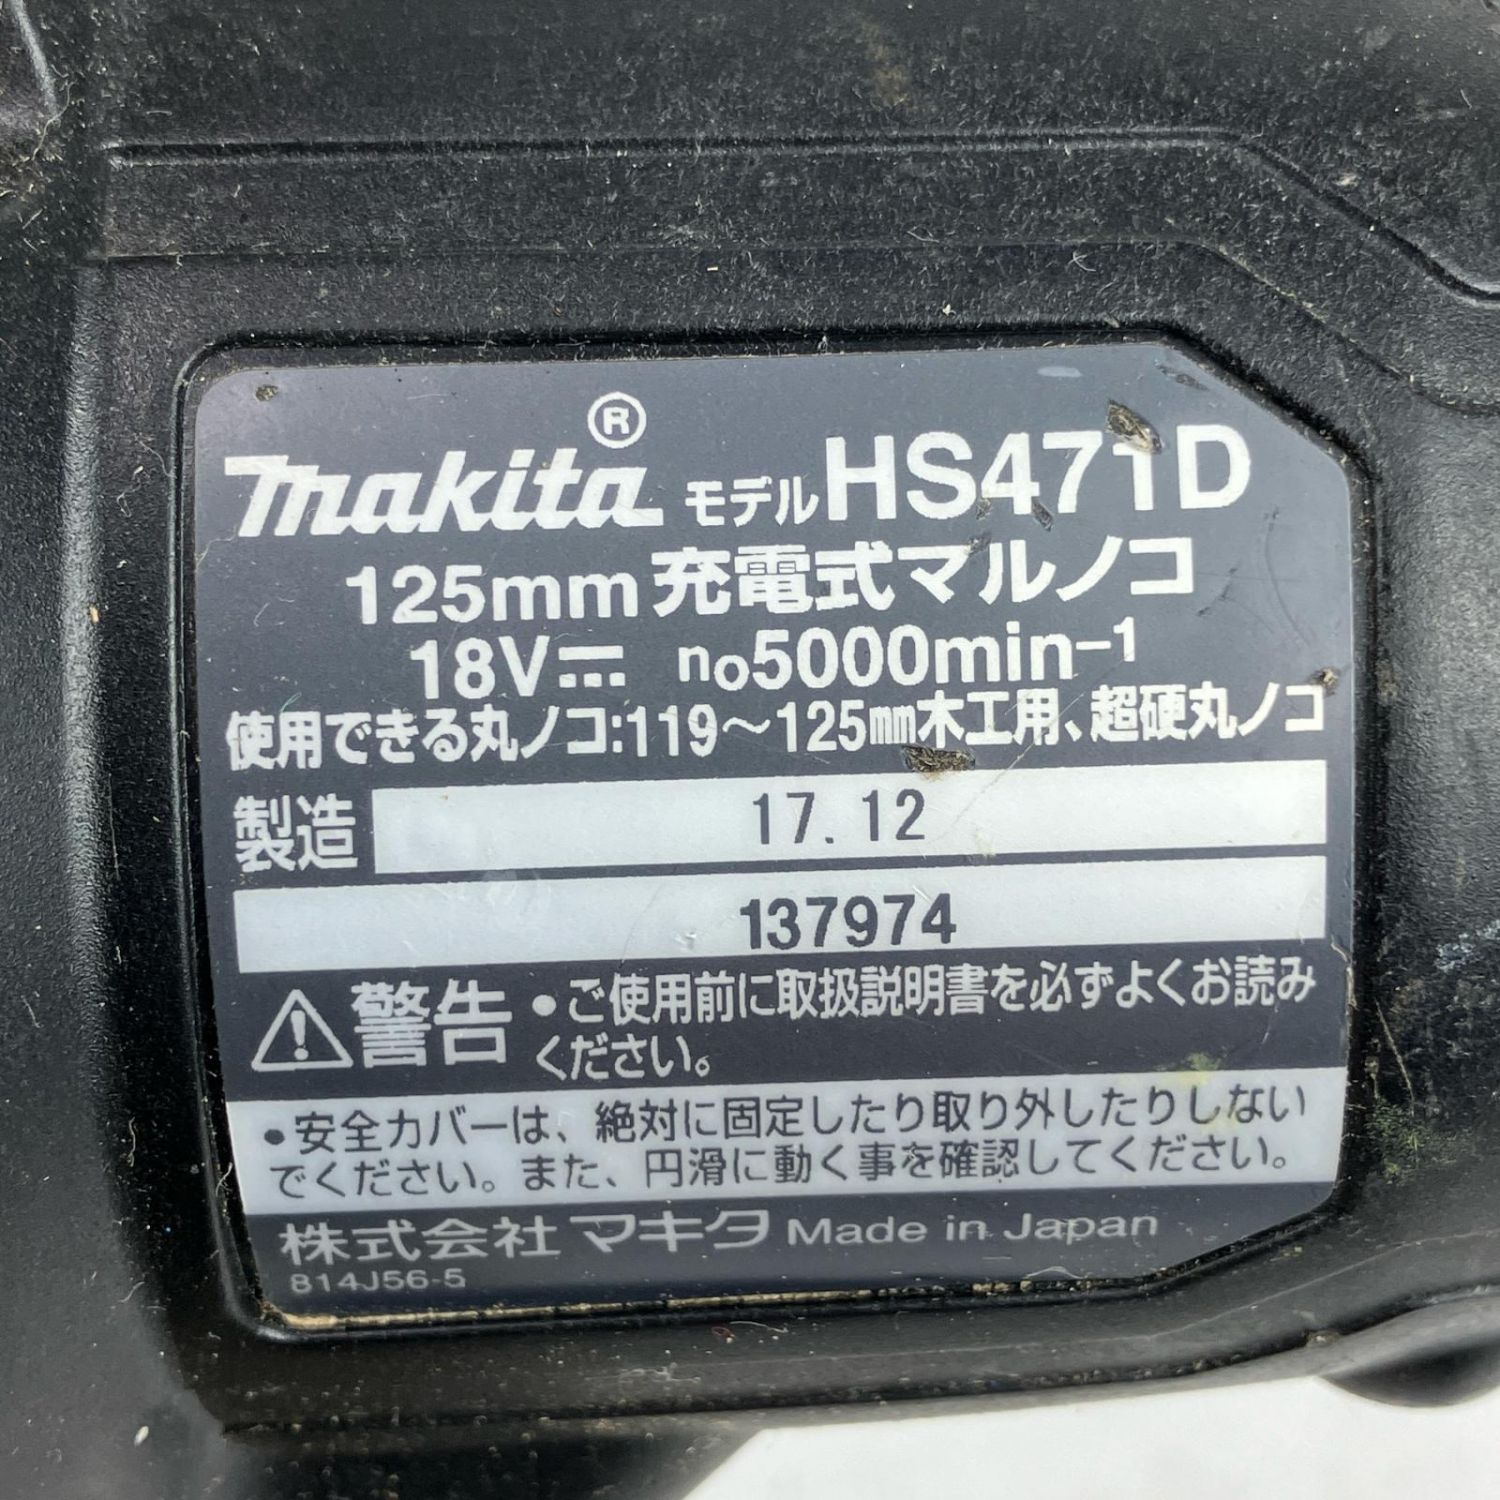 makita® モデル HS471D
125mm 充電式マルノコ
18V⎓ n₀5000min⁻¹
使用できる丸ノコ:119～125㎜木工用、超硬丸ノコ
製造 17.12
137974
⚠警告 •ご使用前に取扱説明書を必ずよくお読み
ください。
•安全カバーは、絶対に固定したり取り外したりしない
でください。また、円滑に動く事を確認してください。
株式会社マキタ Made in Japan
814J56-5